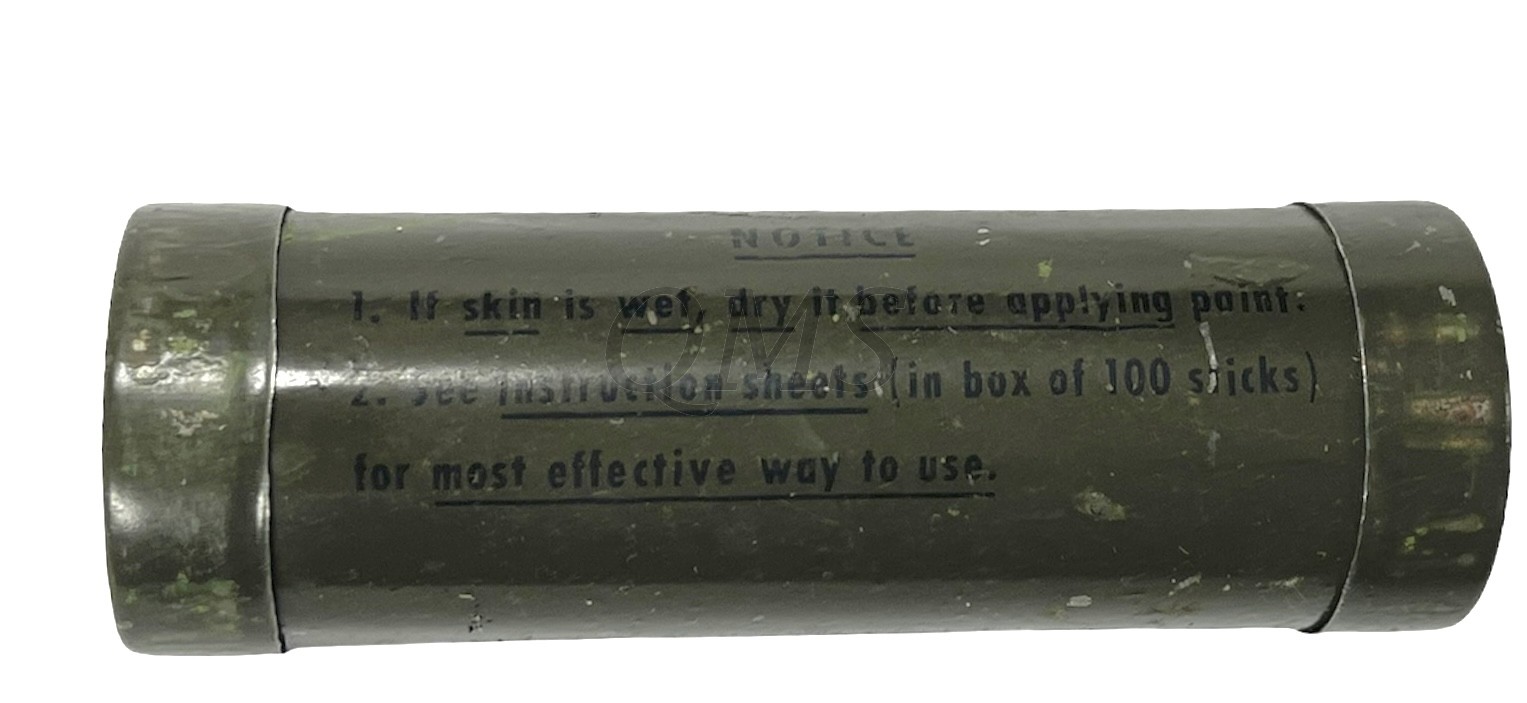 NOTICE
1. If skin is wet, dry it before applying paint.
2. See instruction sheets (in box of 100 sticks)
for most effective way to use.
QMS